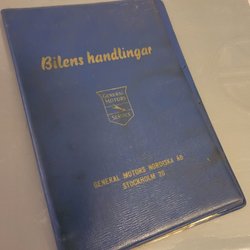 Bilens handlingar
GENERAL
MOTORS
SERVICE
GENERAL MOTORS NORDISKA AB
STOCKHOLM 20